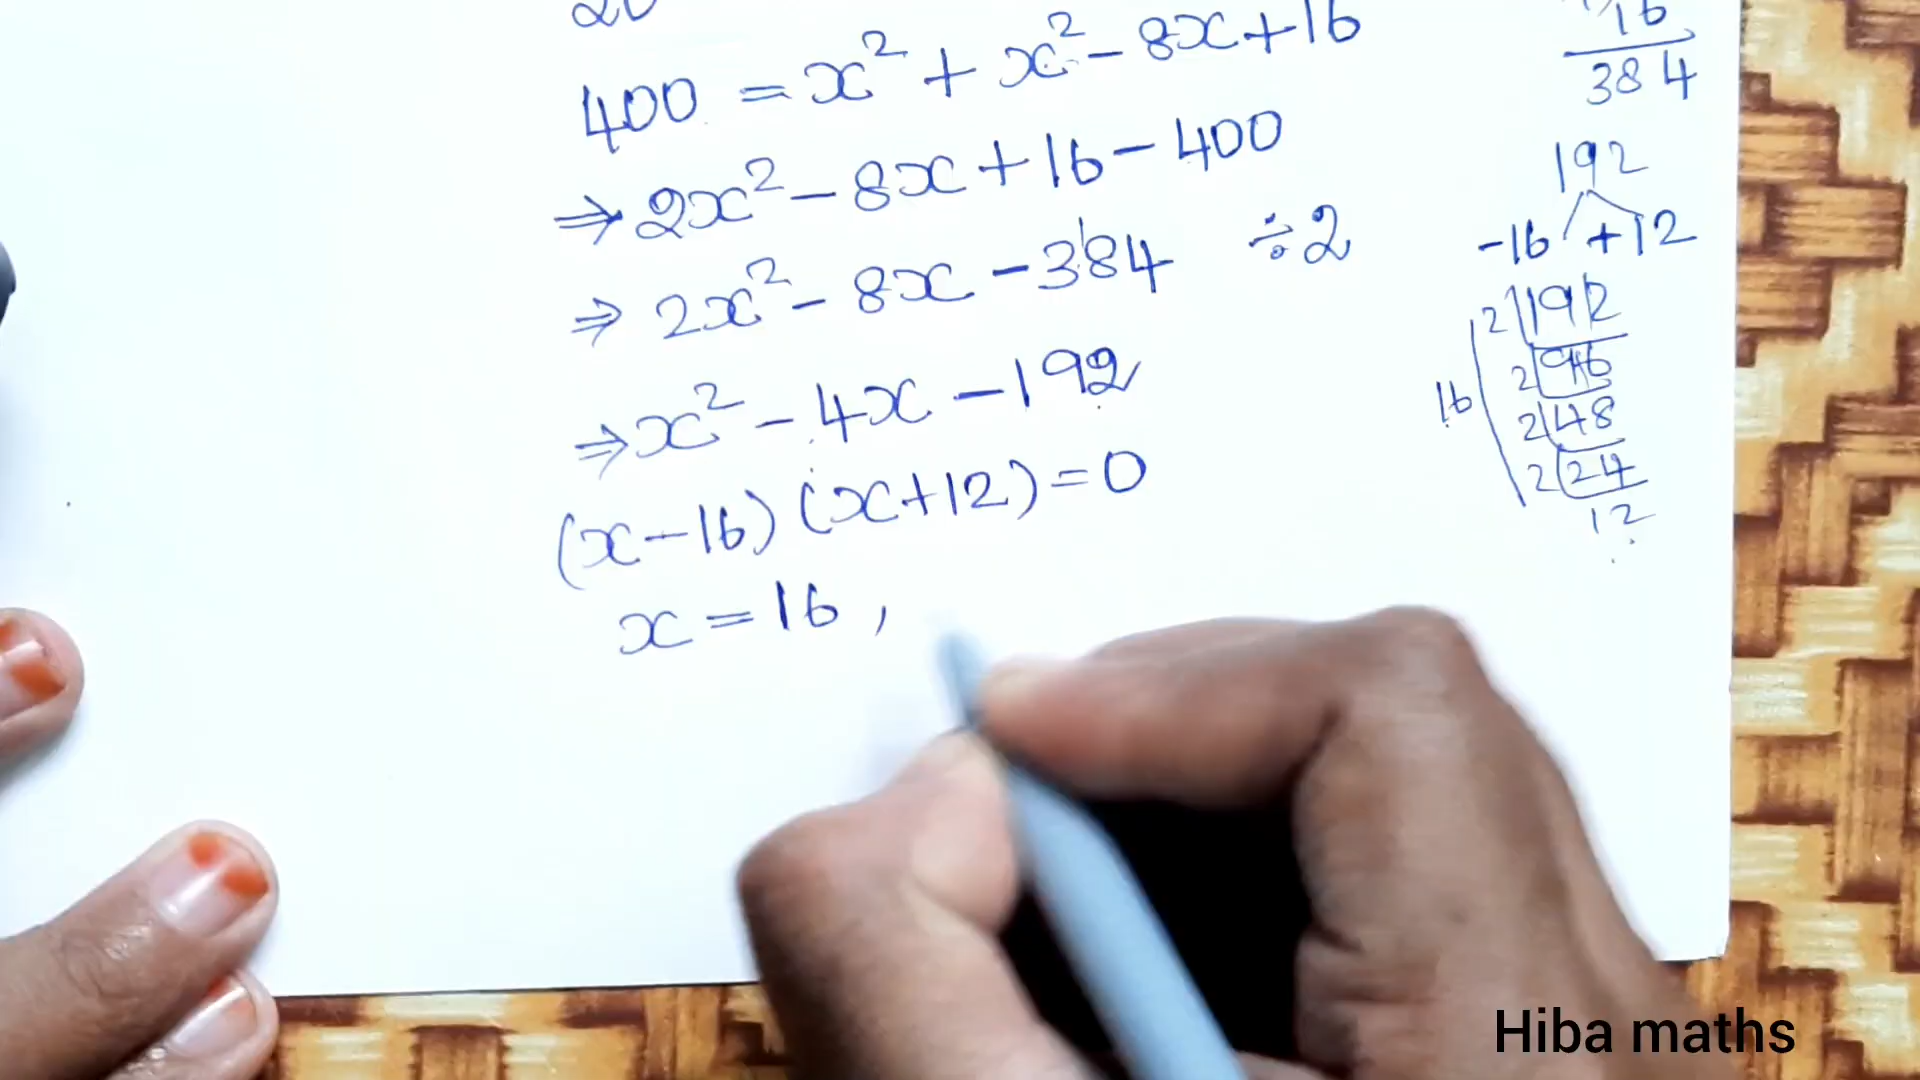 20
400 = x² + x² - 8x + 16
⇒ 2x² - 8x + 16 - 400
⇒ 2x² - 8x - 384 ÷2
⇒ x² - 4x - 192
(x-16) (x+12) = 0
x = 16 ,
16
384
192
-16 +12
2 192
2 96
16
2 48
2 24
12
Hiba maths